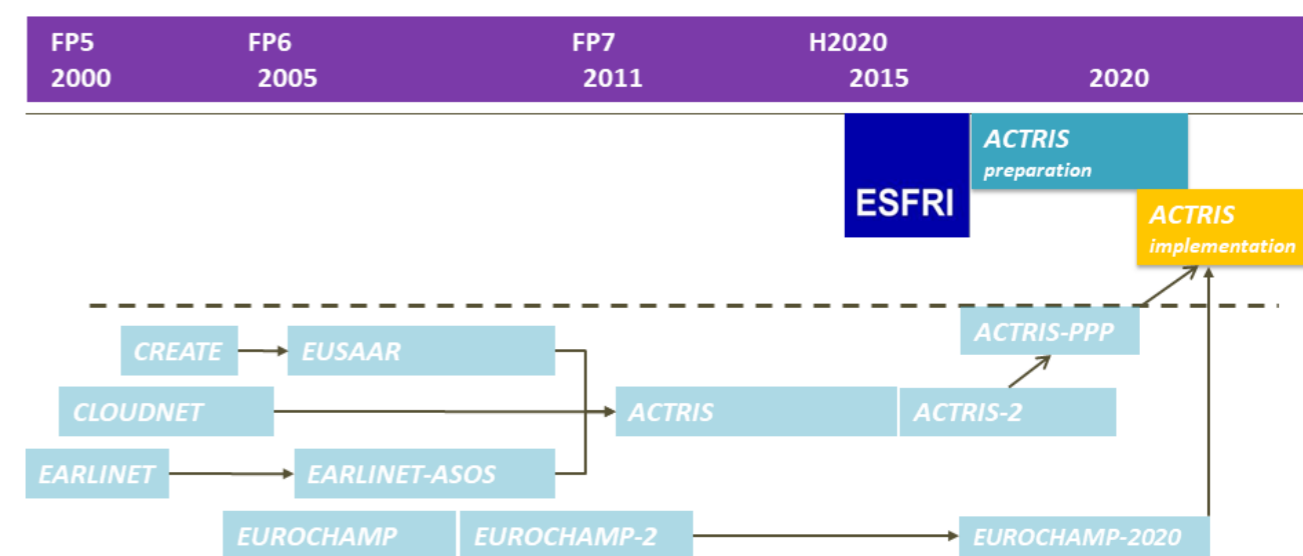 FP5 FP6 FP7 H2020
2000 2005 2011 2015 2020
ESFRI
ACTRIS
preparation
ACTRIS
implementation
ACTRIS-PPP
CREATE EUSAAR
CLOUDNET ACTRIS ACTRIS-2
EARLINET EARLINET-ASOS
EUROCHAMP EUROCHAMP-2 EUROCHAMP-2020